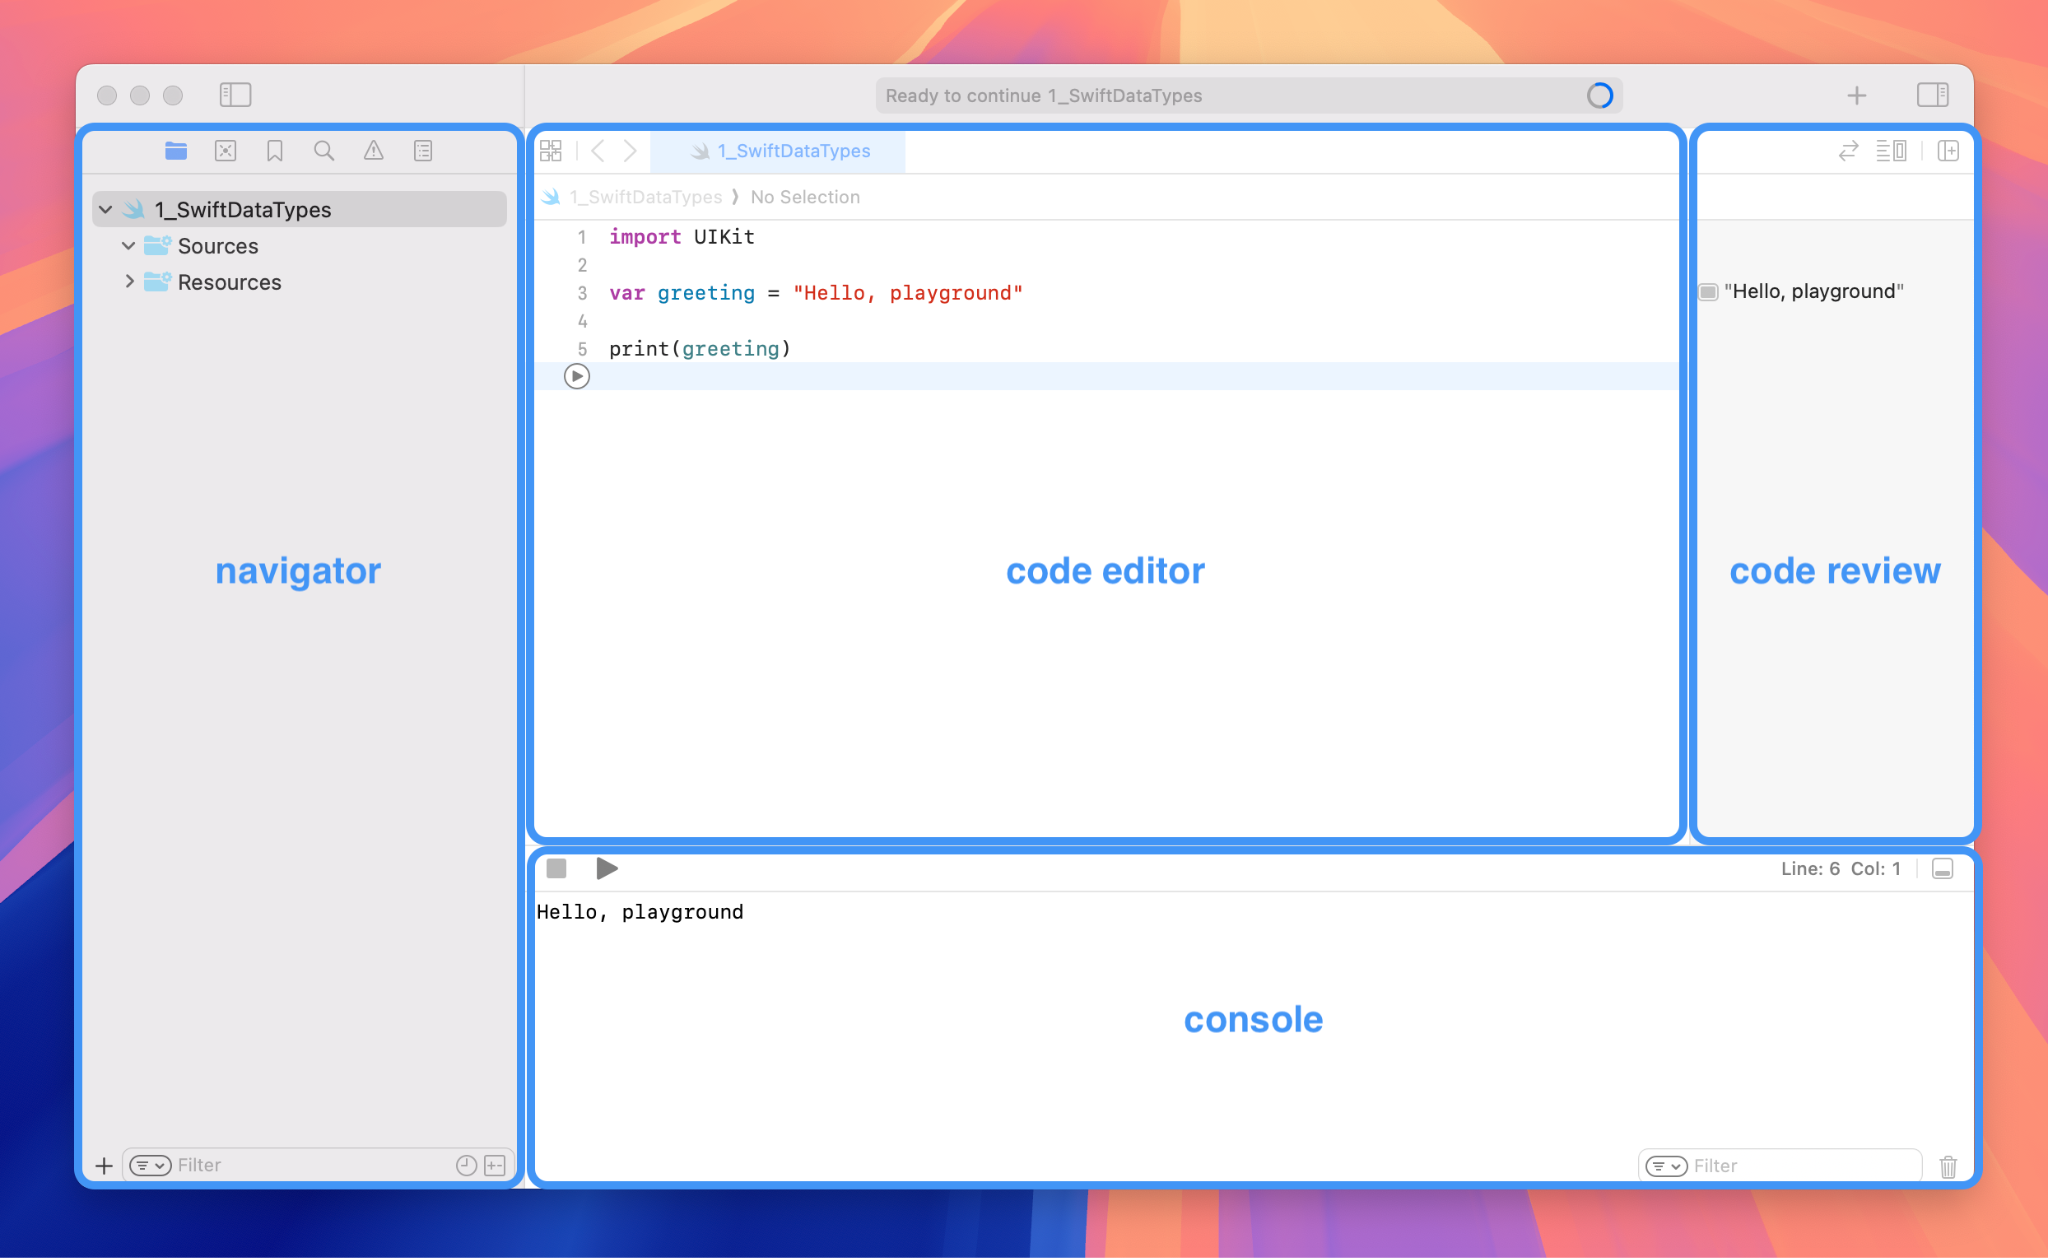 Ready to continue 1_SwiftDataTypes
1_SwiftDataTypes
Sources
Resources
navigator
Filter
1_SwiftDataTypes
1_SwiftDataTypes ⟩ No Selection
1 import UIKit
2
3 var greeting = "Hello, playground"
4
5 print(greeting)
code editor
"Hello, playground"
code review
Line: 6 Col: 1
Hello, playground
console
Filter